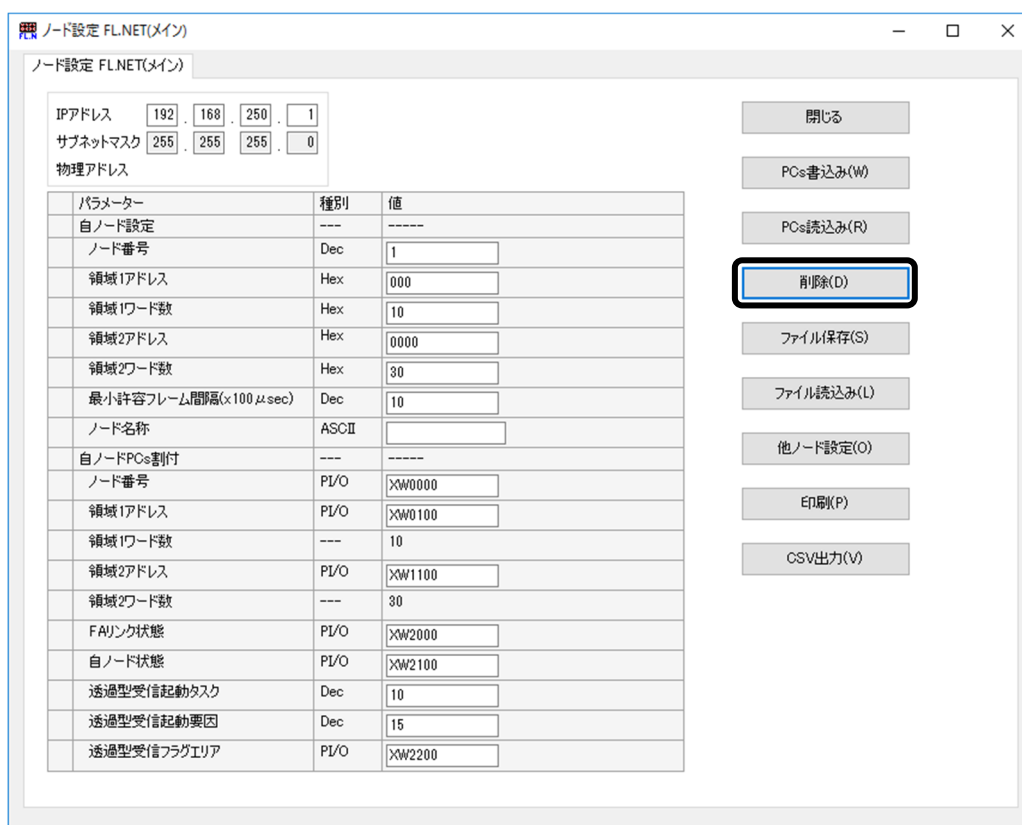 ノード設定 FL.NET(メイン)
ノード設定 FL.NET(メイン)
IPアドレス 192 . 168 . 250 . 1
サブネットマスク 255 . 255 255 . 0
物理アドレス
パラメーター 種別 値
自ノード設定 --- -----
ノード番号 Dec 1
領域1アドレス Hex 000
領域1ワード数 Hex 10
領域2アドレス Hex 0000
領域2ワード数 Hex 30
最小許容フレーム間隔(x100μsec) Dec 10
ノード名称 ASCII
自ノードPCs割付 --- -----
ノード番号 PI/O XW0000
領域1アドレス PI/O XW0100
領域1ワード数 --- 10
領域2アドレス PI/O XW1100
領域2ワード数 --- 30
FAリンク状態 PI/O XW2000
自ノード状態 PI/O XW2100
透過型受信起動タスク Dec 10
透過型受信起動要因 Dec 15
透過型受信フラグエリア PI/O XW2200
閉じる
PCs書込み(W)
PCs読込み(R)
削除(D)
ファイル保存(S)
ファイル読込み(L)
他ノード設定(O)
印刷(P)
CSV出力(V)